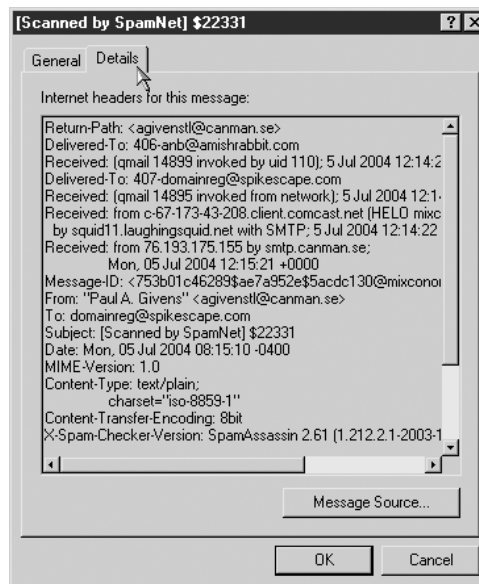 [Scanned by SpamNet] $22331
General Details
Internet headers for this message:
Return-Path: <agivenstl@canman.se>
Delivered-To: 406-anb@amishrabbit.com
Received: (qmail 14899 invoked by uid 110); 5 Jul 2004 12:14:2
Delivered-To: 407-domainreg@spikescape.com
Received: (qmail 14895 invoked from network); 5 Jul 2004 12:1
Received: from c-67-173-43-208.client.comcast.net (HELO mixc
by squid11.laughingsquid.net with SMTP; 5 Jul 2004 12:14:22
Received: from 76.193.175.155 by smtp.canman.se;
Mon, 05 Jul 2004 12:15:21 +0000
Message-ID: <753b01c46289$ae7a952e$5acdc130@mixconor
From: "Paul A. Givens" <agivenstl@canman.se>
To: domainreg@spikescape.com
Subject: [Scanned by SpamNet] $22331
Date: Mon, 05 Jul 2004 08:15:10 -0400
MIME-Version: 1.0
Content-Type: text/plain;
charset="iso-8859-1"
Content-Transfer-Encoding: 8bit
X-Spam-Checker-Version: SpamAssassin 2.61 (1.212.2.1-2003-1
Message Source...
OK Cancel